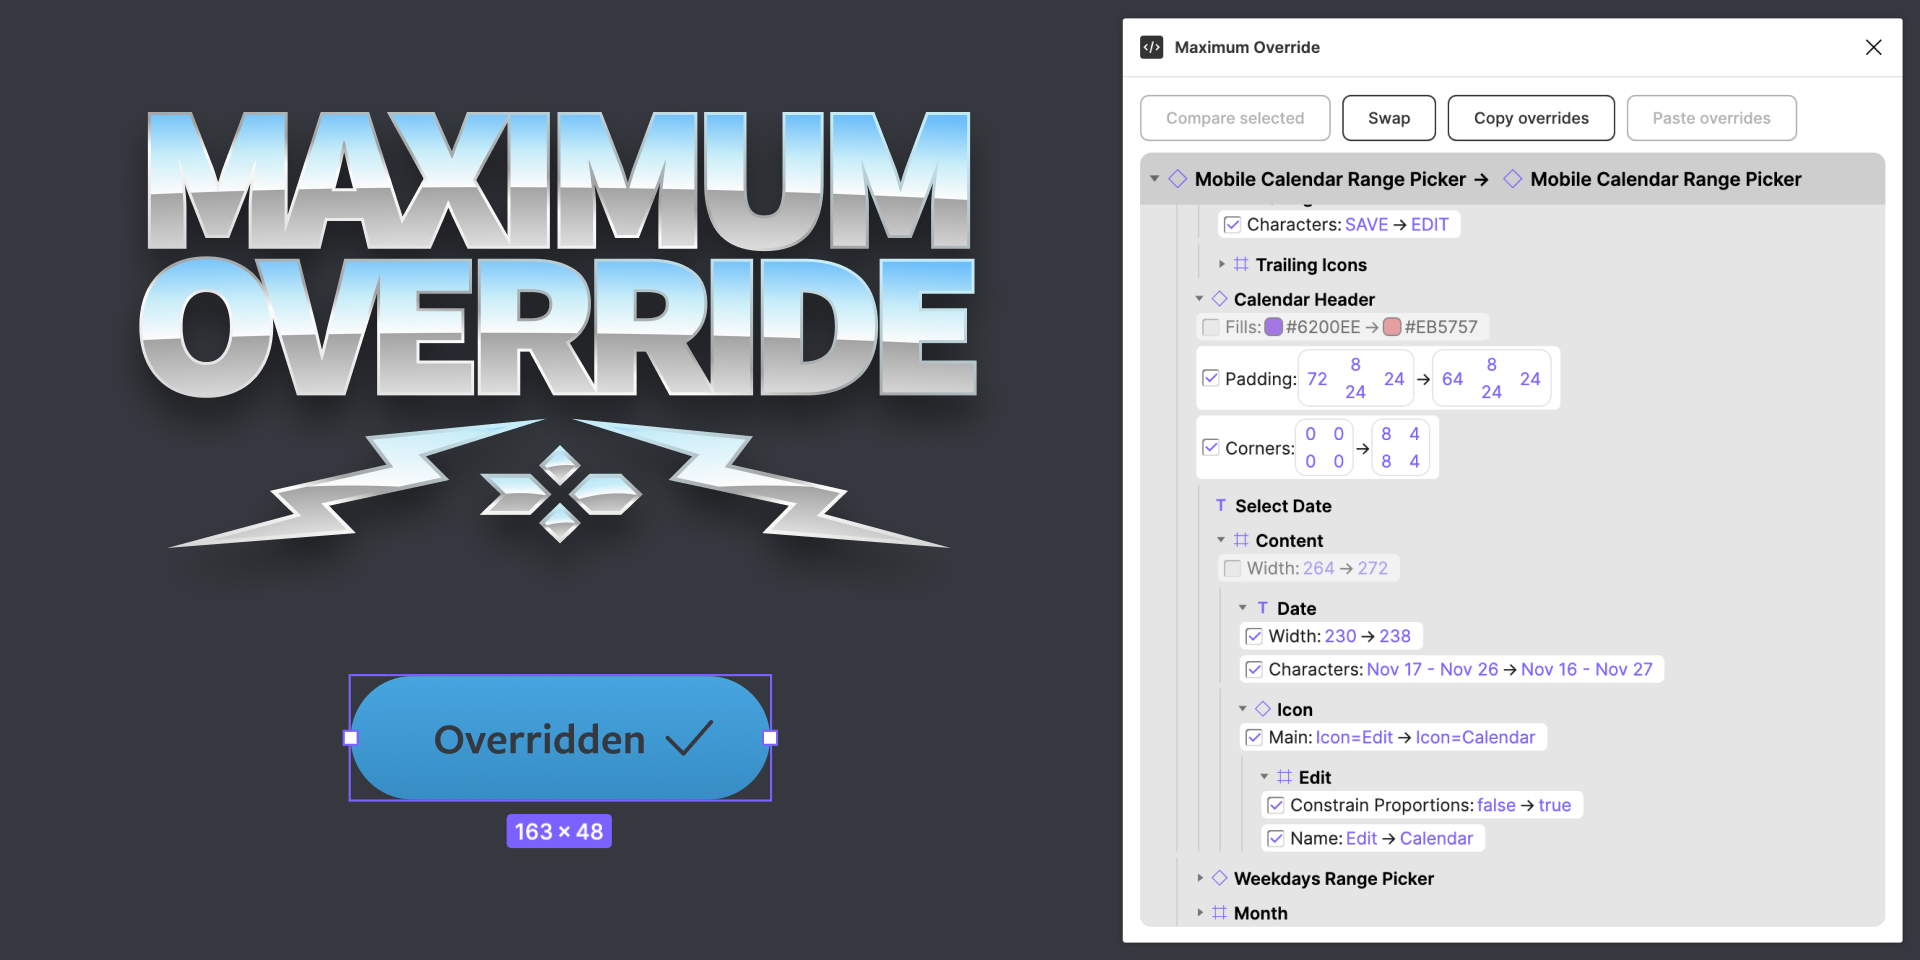 MAXIMUM
OVERRIDE
Overridden
163 × 48
Maximum Override
Compare selected
Swap
Copy overrides
Paste overrides
Mobile Calendar Range Picker → Mobile Calendar Range Picker
Characters: SAVE → EDIT
Trailing Icons
Calendar Header
Fills: #6200EE → #EB5757
Padding: 72 8 24 24 → 64 8 24 24
Corners: 0 0 0 0 → 8 4 8 4
T Select Date
Content
Width: 264 → 272
T Date
Width: 230 → 238
Characters: Nov 17 - Nov 26 → Nov 16 - Nov 27
Icon
Main: Icon=Edit → Icon=Calendar
Edit
Constrain Proportions: false → true
Name: Edit → Calendar
Weekdays Range Picker
Month